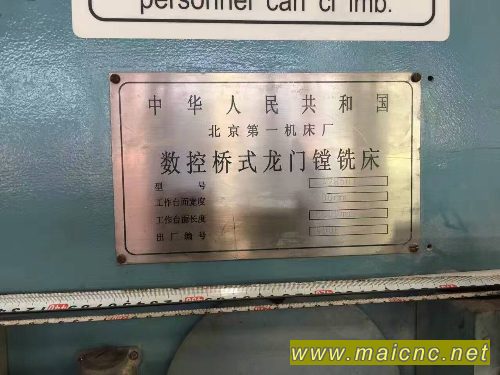 personnel can cl imb.
中华人民共和国
北京第一机床厂
数控桥式龙门镗铣床
型 号
工作台面宽度
工作台面长度
出厂编号
www.maicnc.net